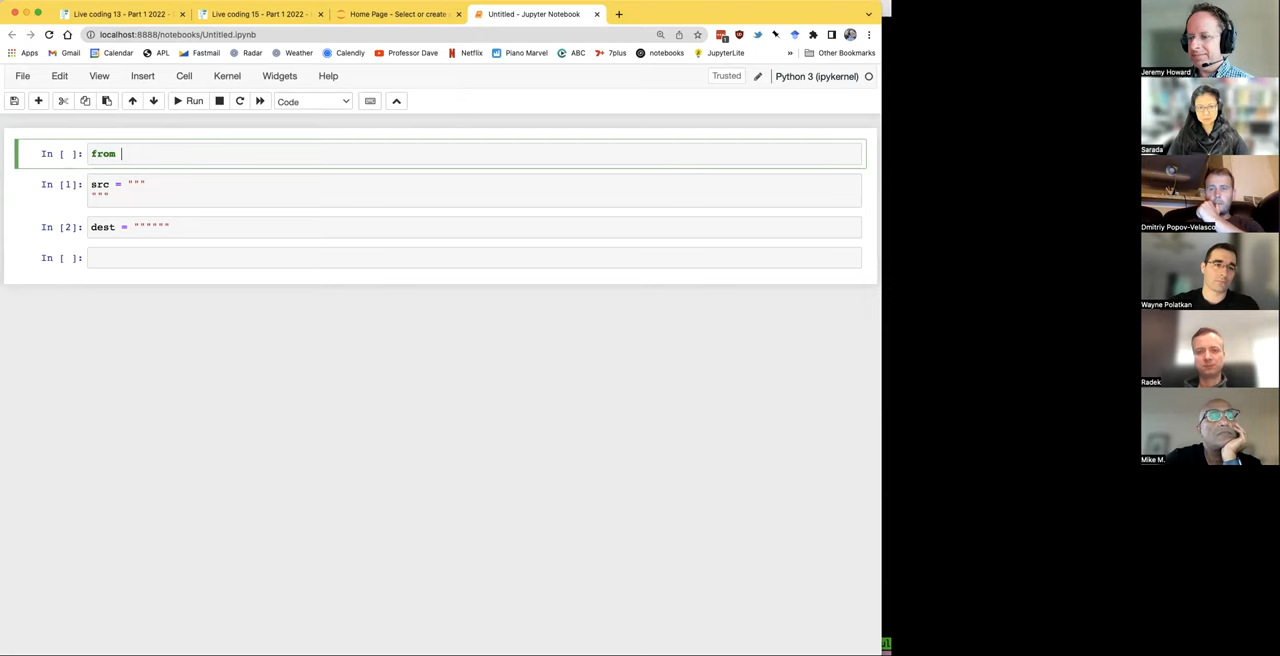 Live coding 13 - Part 1 2022 -
Live coding 15 - Part 1 2022 -
Home Page - Select or create
Untitled - Jupyter Notebook
localhost:8888/notebooks/Untitled.ipynb
Apps Gmail Calendar APL Fastmail Radar Weather Calendly Professor Dave Netflix Piano Marvel ABC 7plus notebooks JupyterLite » Other Bookmarks
File Edit View Insert Cell Kernel Widgets Help Trusted Python 3 (ipykernel)
Run Code
In [ ]: from
In [1]: src = """
"""
In [2]: dest = """"""
In [ ]:
Jeremy Howard
Sarada
Dmitriy Popov-Velasco
Wayne Polatkan
Radek
Mike M.